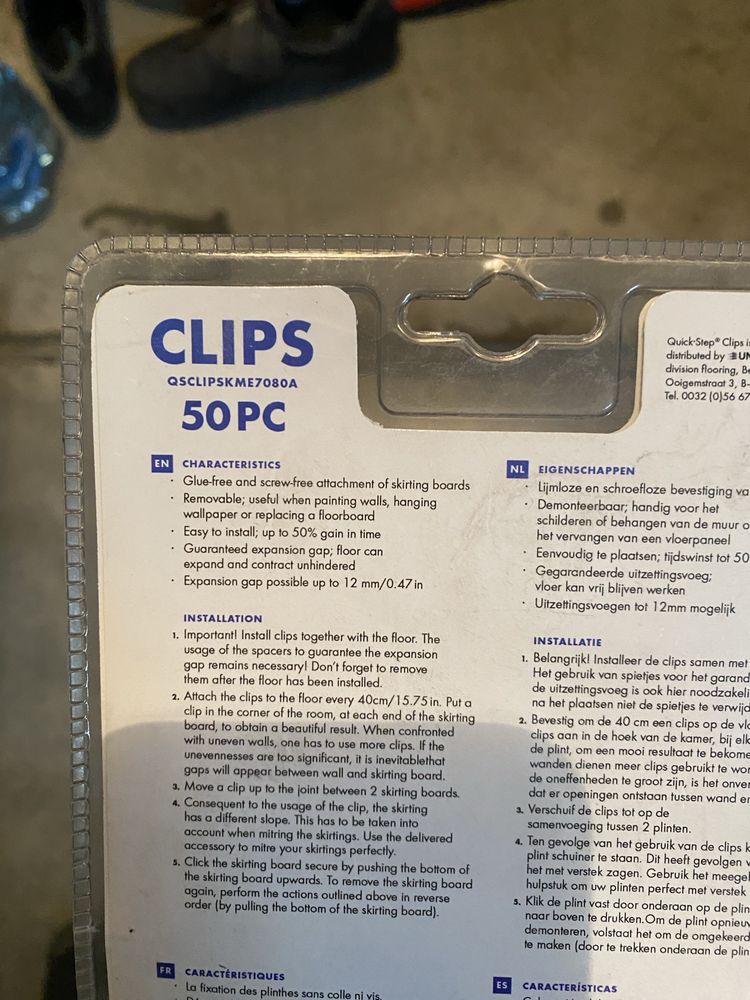 CLIPS
QSCLIPSKME7080A
50 PC
Quick-Step® Clips
distributed by
division flooring,
Ooigemstraat 3,
Tel. 0032 (0)56 67
EN CHARACTERISTICS
· Glue-free and screw-free attachment of skirting boards
· Removable; useful when painting walls, hanging
wallpaper or replacing a floorboard
· Easy to install; up to 50% gain in time
· Guaranteed expansion gap; floor can
expand and contract unhindered
· Expansion gap possible up to 12 mm/0.47 in
INSTALLATION
1. Important! Install clips together with the floor. The
usage of the spacers to guarantee the expansion
gap remains necessary! Don't forget to remove
them after the floor has been installed.
2. Attach the clips to the floor every 40cm/15.75 in. Put a
clip in the corner of the room, at each end of the skirting
board, to obtain a beautiful result. When confronted
with uneven walls, one has to use more clips. If the
unevennesses are too significant, it is inevitablethat
gaps will appear between wall and skirting board.
3. Move a clip up to the joint between 2 skirting boards.
4. Consequent to the usage of the clip, the skirting
has a different slope. This has to be taken into
account when mitring the skirtings. Use the delivered
accessory to mitre your skirtings perfectly.
5. Click the skirting board secure by pushing the bottom of
the skirting board upwards. To remove the skirting board
again, perform the actions outlined above in reverse
order (by pulling the bottom of the skirting board).
NL EIGENSCHAPPEN
· Lijmloze en schroefloze bevestiging
· Demonteerbaar; handig voor het
schilderen of behangen van de muur
het vervangen van een vloerpaneel
· Eenvoudig te plaatsen; tijdswinst tot 50
· Gegarandeerde uitzettingsvoeg;
vloer kan vrij blijven werken
· Uitzettingsvoegen tot 12mm mogelijk
INSTALLATIE
1. Belangrijk! Installeer de clips samen met
Het gebruik van spietjes voor het
de uitzettingsvoeg is ook hier
na het plaatsen niet de spietjes te
2. Bevestig om de 40 cm een clips op de
clips aan in de hoek van de kamer, bij
de plint, om een mooi resultaat te
wanden dienen meer clips gebruikt te
de oneffenheden te groot zijn, is het
dat er openingen ontstaan tussen wand
3. Verschuif de clips tot op de
samenvoeging tussen 2 plinten.
4. Ten gevolge van het gebruik van de clips
plint schuiner te staan. Dit heeft gevolgen
het met verstek zagen. Gebruik het
hulpstuk om uw plinten perfect met verstek
5. Klik de plint vast door onderaan op de
naar boven te drukken.Om de plint
demonteren, volstaat het om de
te maken (door te trekken onderaan de
FR CARACTÉRISTIQUES
· La fixation des plinthes sans colle ni vis.
ES CARACTERÍSTICAS